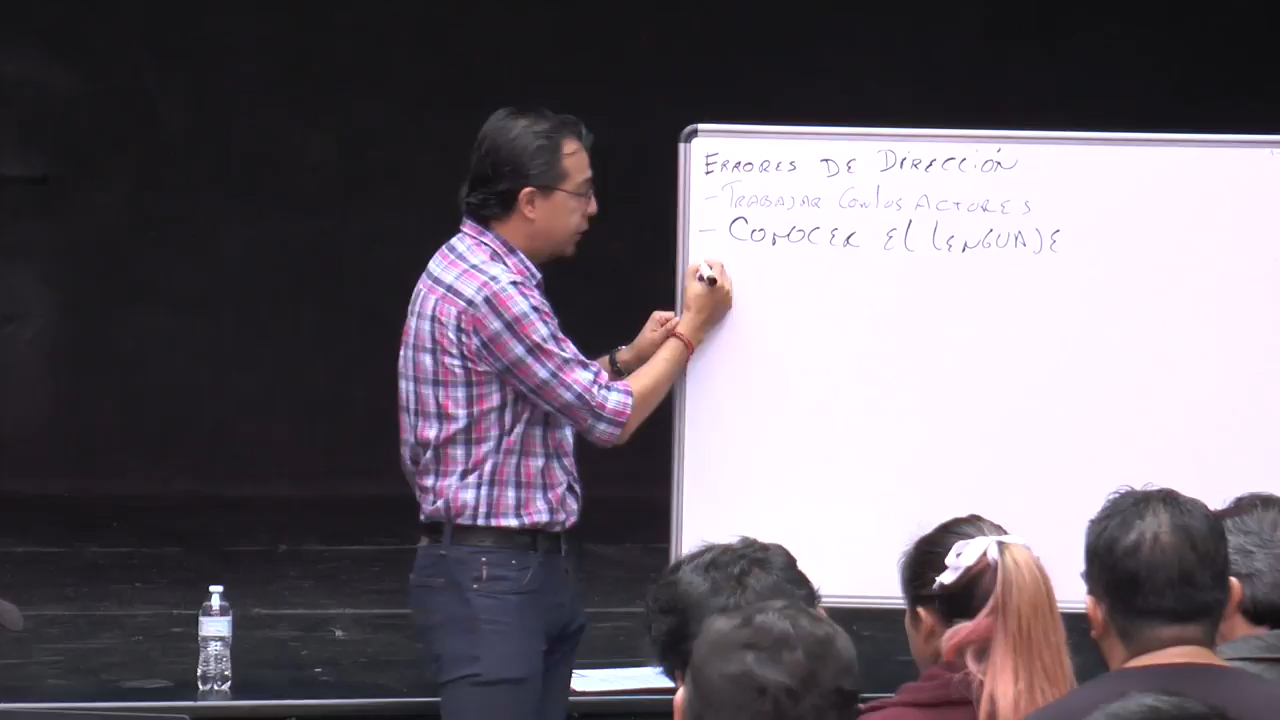 ERRORES DE DIRECCIÓN
- TRABAJAR CON LOS ACTORES
- CONOCER EL LENGUAJE